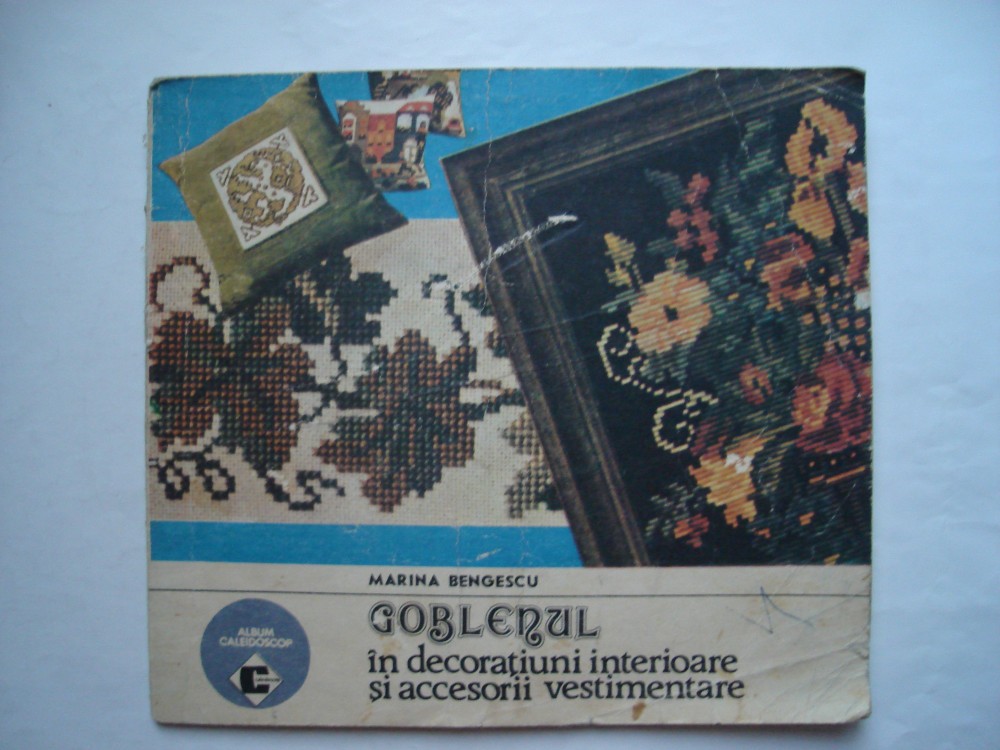 MARINA BENGESCU
GOBLENUL
în decorațiuni interioare
și accesorii vestimentare
ALBUM
CALEIDOSCOP